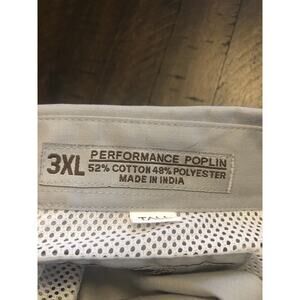 3XL
PERFORMANCE POPLIN
52% COTTON 48% POLYESTER
MADE IN INDIA
TALL